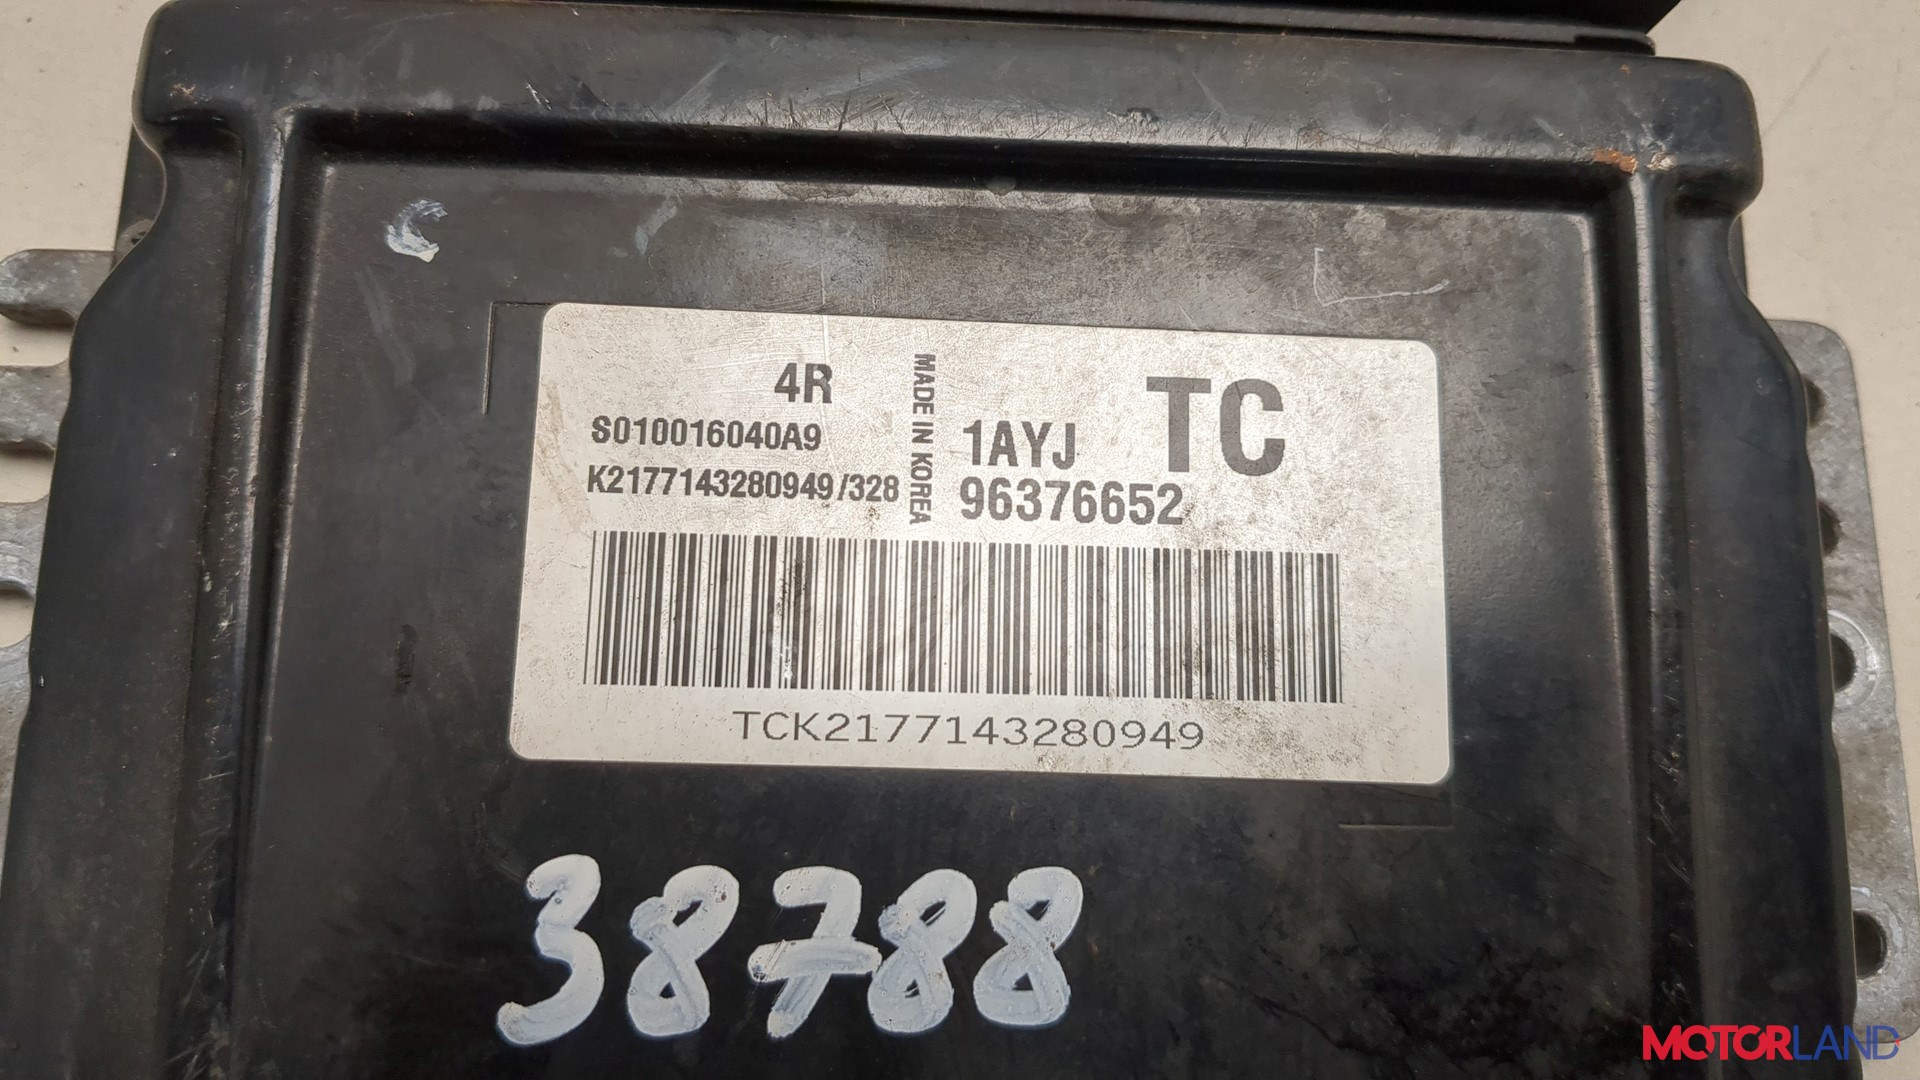 4R
S010016040A9
K2177143280949/328
MADE IN KOREA
1AYJ
TC
96376652
TCK2177143280949
38788
MOTORLAND